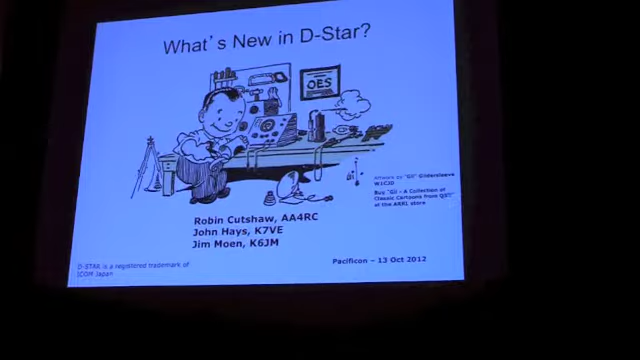 What's New in D-Star?
OES
Artwork by "Gil" Gildersleeve
W1CJD
Buy "Gil - A Collection of
Classic Cartoons from QST"
at the ARRL store
Robin Cutshaw, AA4RC
John Hays, K7VE
Jim Moen, K6JM
D-STAR is a registered trademark of
ICOM Japan
Pacificon – 13 Oct 2012